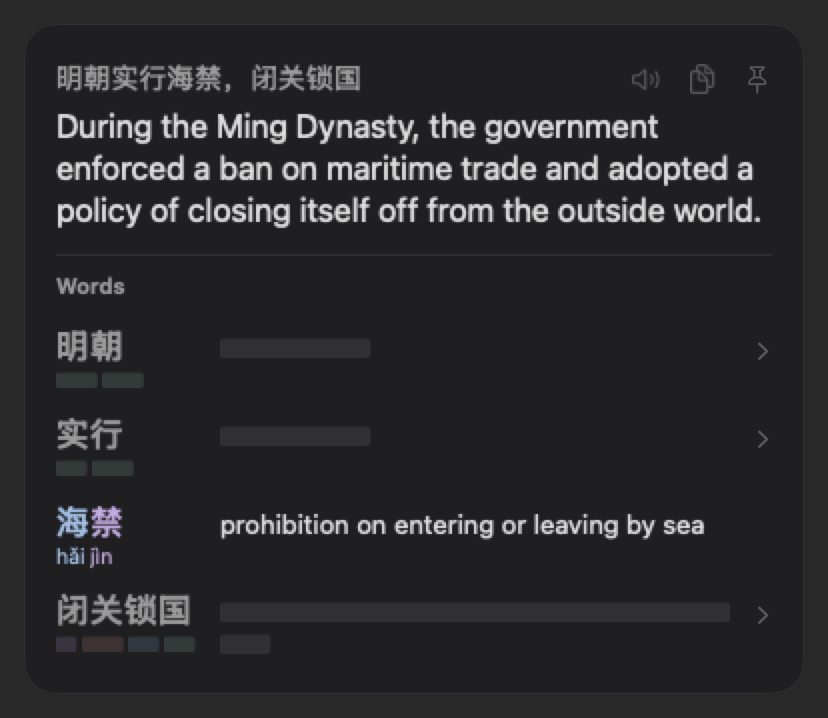 明朝实行海禁，闭关锁国
During the Ming Dynasty, the government
enforced a ban on maritime trade and adopted a
policy of closing itself off from the outside world.
Words
明朝
实行
海禁
prohibition on entering or leaving by sea
hǎi jìn
闭关锁国